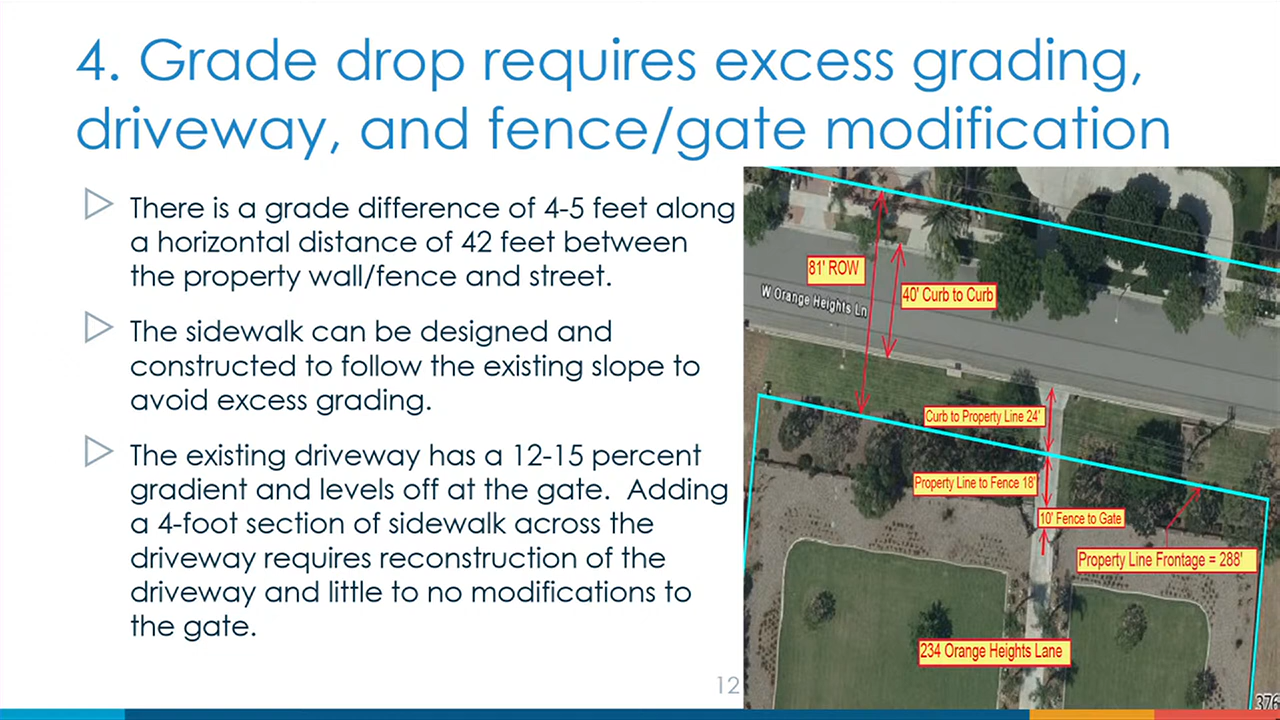 4. Grade drop requires excess grading,
driveway, and fence/gate modification
There is a grade difference of 4-5 feet along
a horizontal distance of 42 feet between
the property wall/fence and street.
The sidewalk can be designed and
constructed to follow the existing slope to
avoid excess grading.
The existing driveway has a 12-15 percent
gradient and levels off at the gate.  Adding
a 4-foot section of sidewalk across the
driveway requires reconstruction of the
driveway and little to no modifications to
the gate.
81' ROW
40' Curb to Curb
W Orange Heights Ln
Curb to Property Line 24'
Property Line to Fence 18'
10' Fence to Gate
Property Line Frontage = 288'
234 Orange Heights Lane
376
12